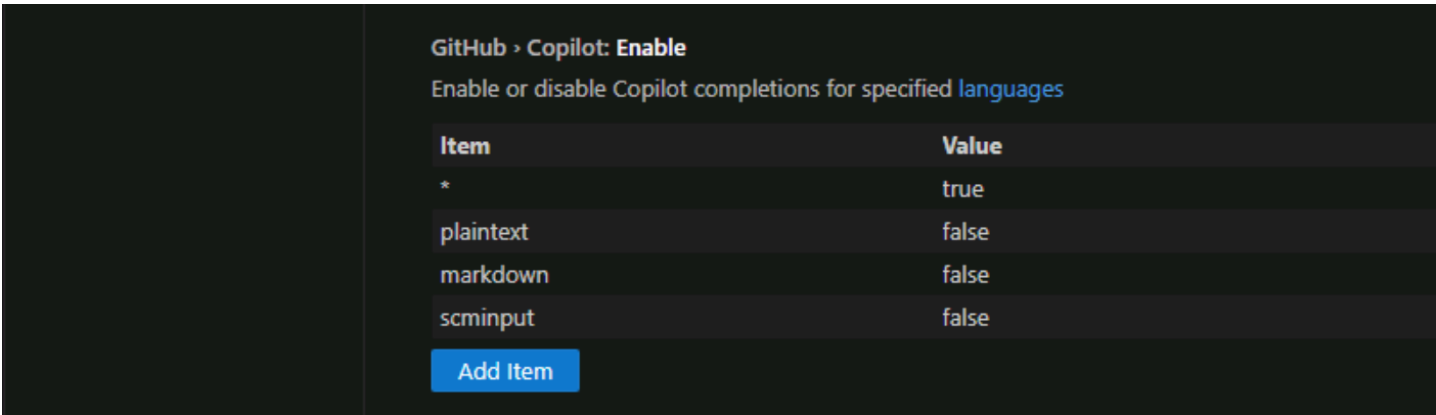 GitHub › Copilot: Enable
Enable or disable Copilot completions for specified languages
Item Value
* true
plaintext false
markdown false
scminput false
Add Item